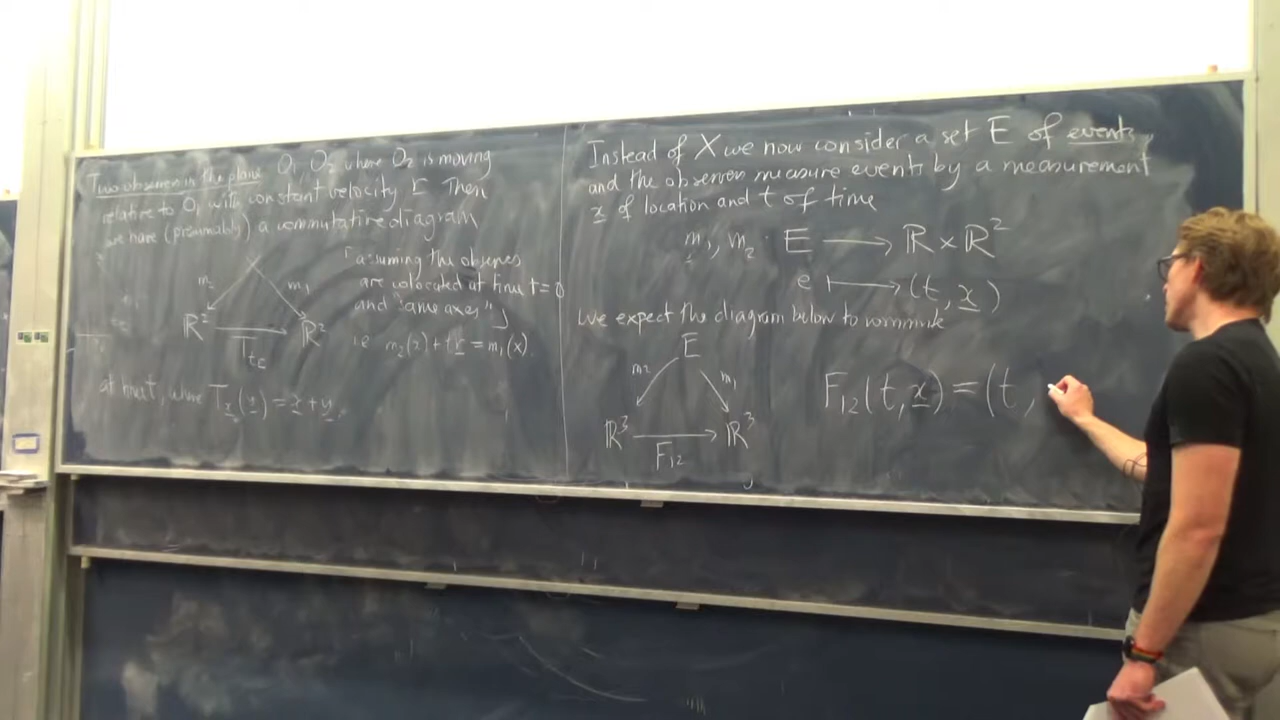 Two observers in the plane O1, O2 where O2 is moving
relative to O1 with constant velocity v. Then
we have (presumably) a commutative diagram
X
m2 m1
ℝ² ℝ²
"assuming the observers
are colocated at time t=0
and "same axes"
i.e. m2(x) + tv = m1(x).
at time t, where Tx(y) = x + y.
Instead of X we now consider a set E of events,
and the observers measure events by a measurement
x of location and t of time
m1, m2 : E ⟶ ℝ × ℝ²
e ⟼ (t, x)
We expect the diagram below to commute
E
m2 m1
ℝ³ ⟶ ℝ³
F12
F12(t, x) = (t,